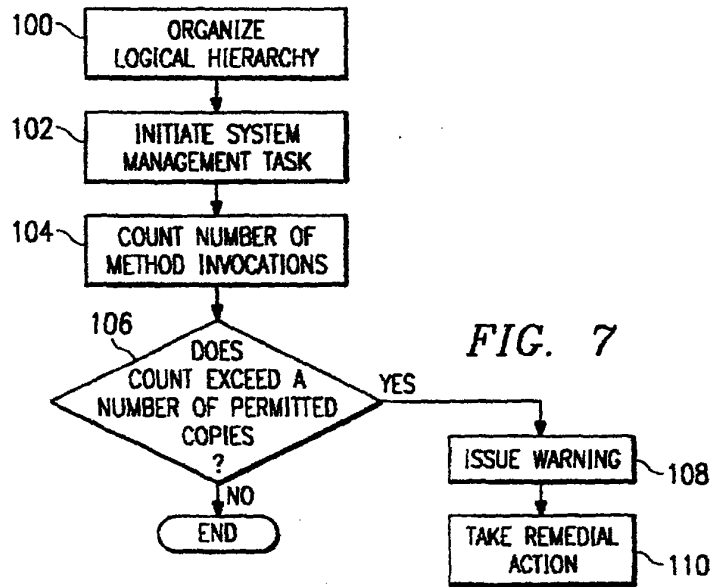 100
ORGANIZE
LOGICAL HIERARCHY
102
INITIATE SYSTEM
MANAGEMENT TASK
104
COUNT NUMBER OF
METHOD INVOCATIONS
106
DOES
COUNT EXCEED A
NUMBER OF PERMITTED
COPIES
?
YES
NO
END
FIG. 7
ISSUE WARNING
108
TAKE REMEDIAL
ACTION
110